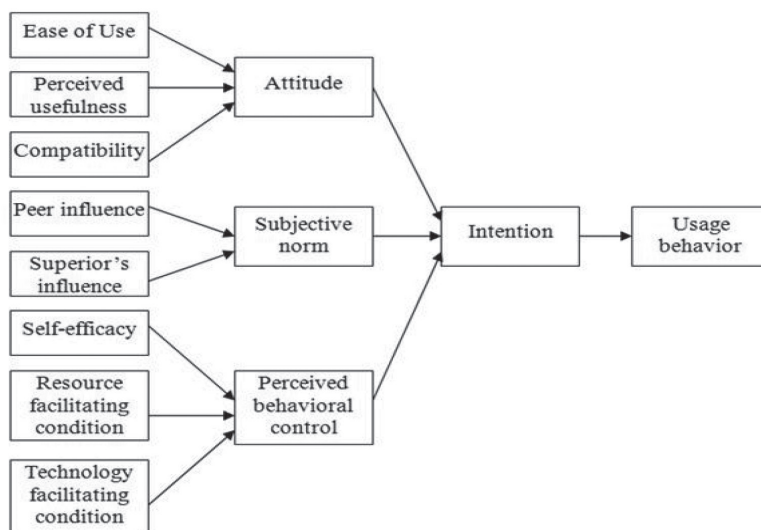 Ease of Use
Perceived
usefulness
Compatibility
Peer influence
Superior’s
influence
Self-efficacy
Resource
facilitating
condition
Technology
facilitating
condition
Attitude
Subjective
norm
Perceived
behavioral
control
Intention
Usage
behavior